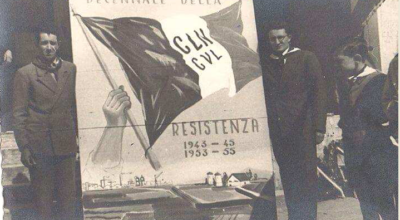 DECENNALE DELLA
CLN
CVL
RESISTENZA
1943-45
1953-55